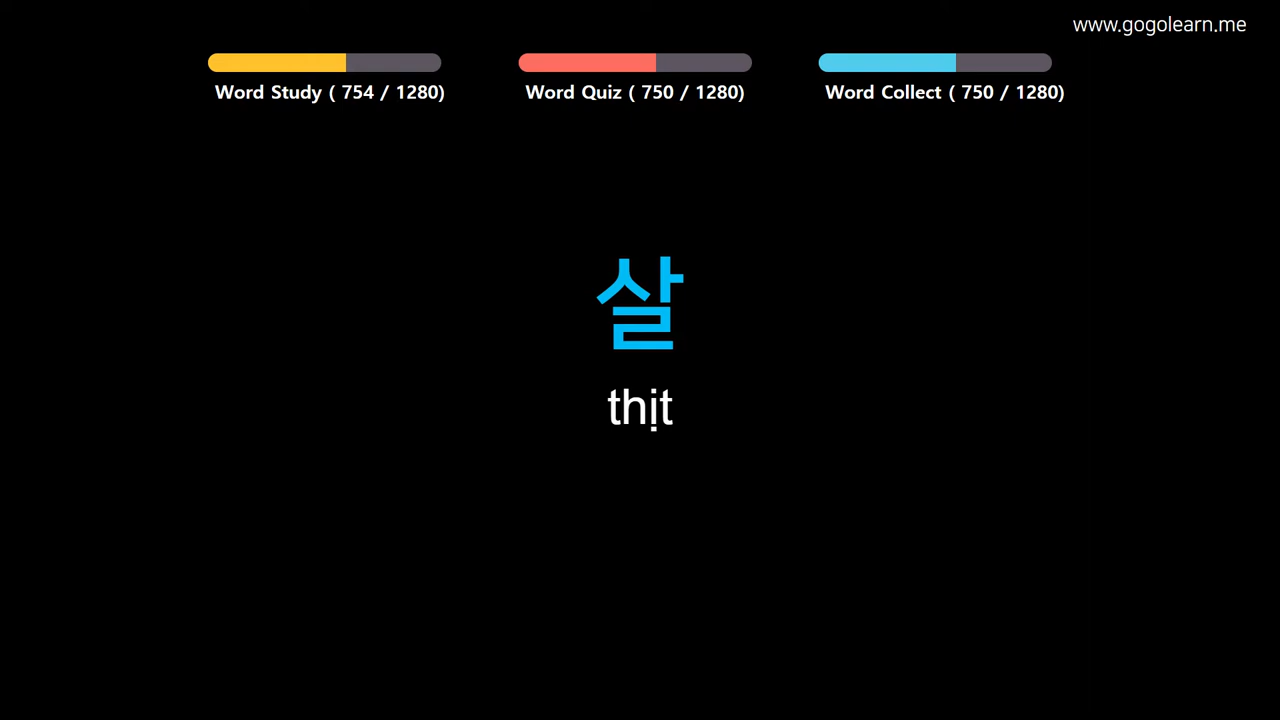 www.gogolearn.me
Word Study ( 754 / 1280)
Word Quiz ( 750 / 1280)
Word Collect ( 750 / 1280)
살
thịt